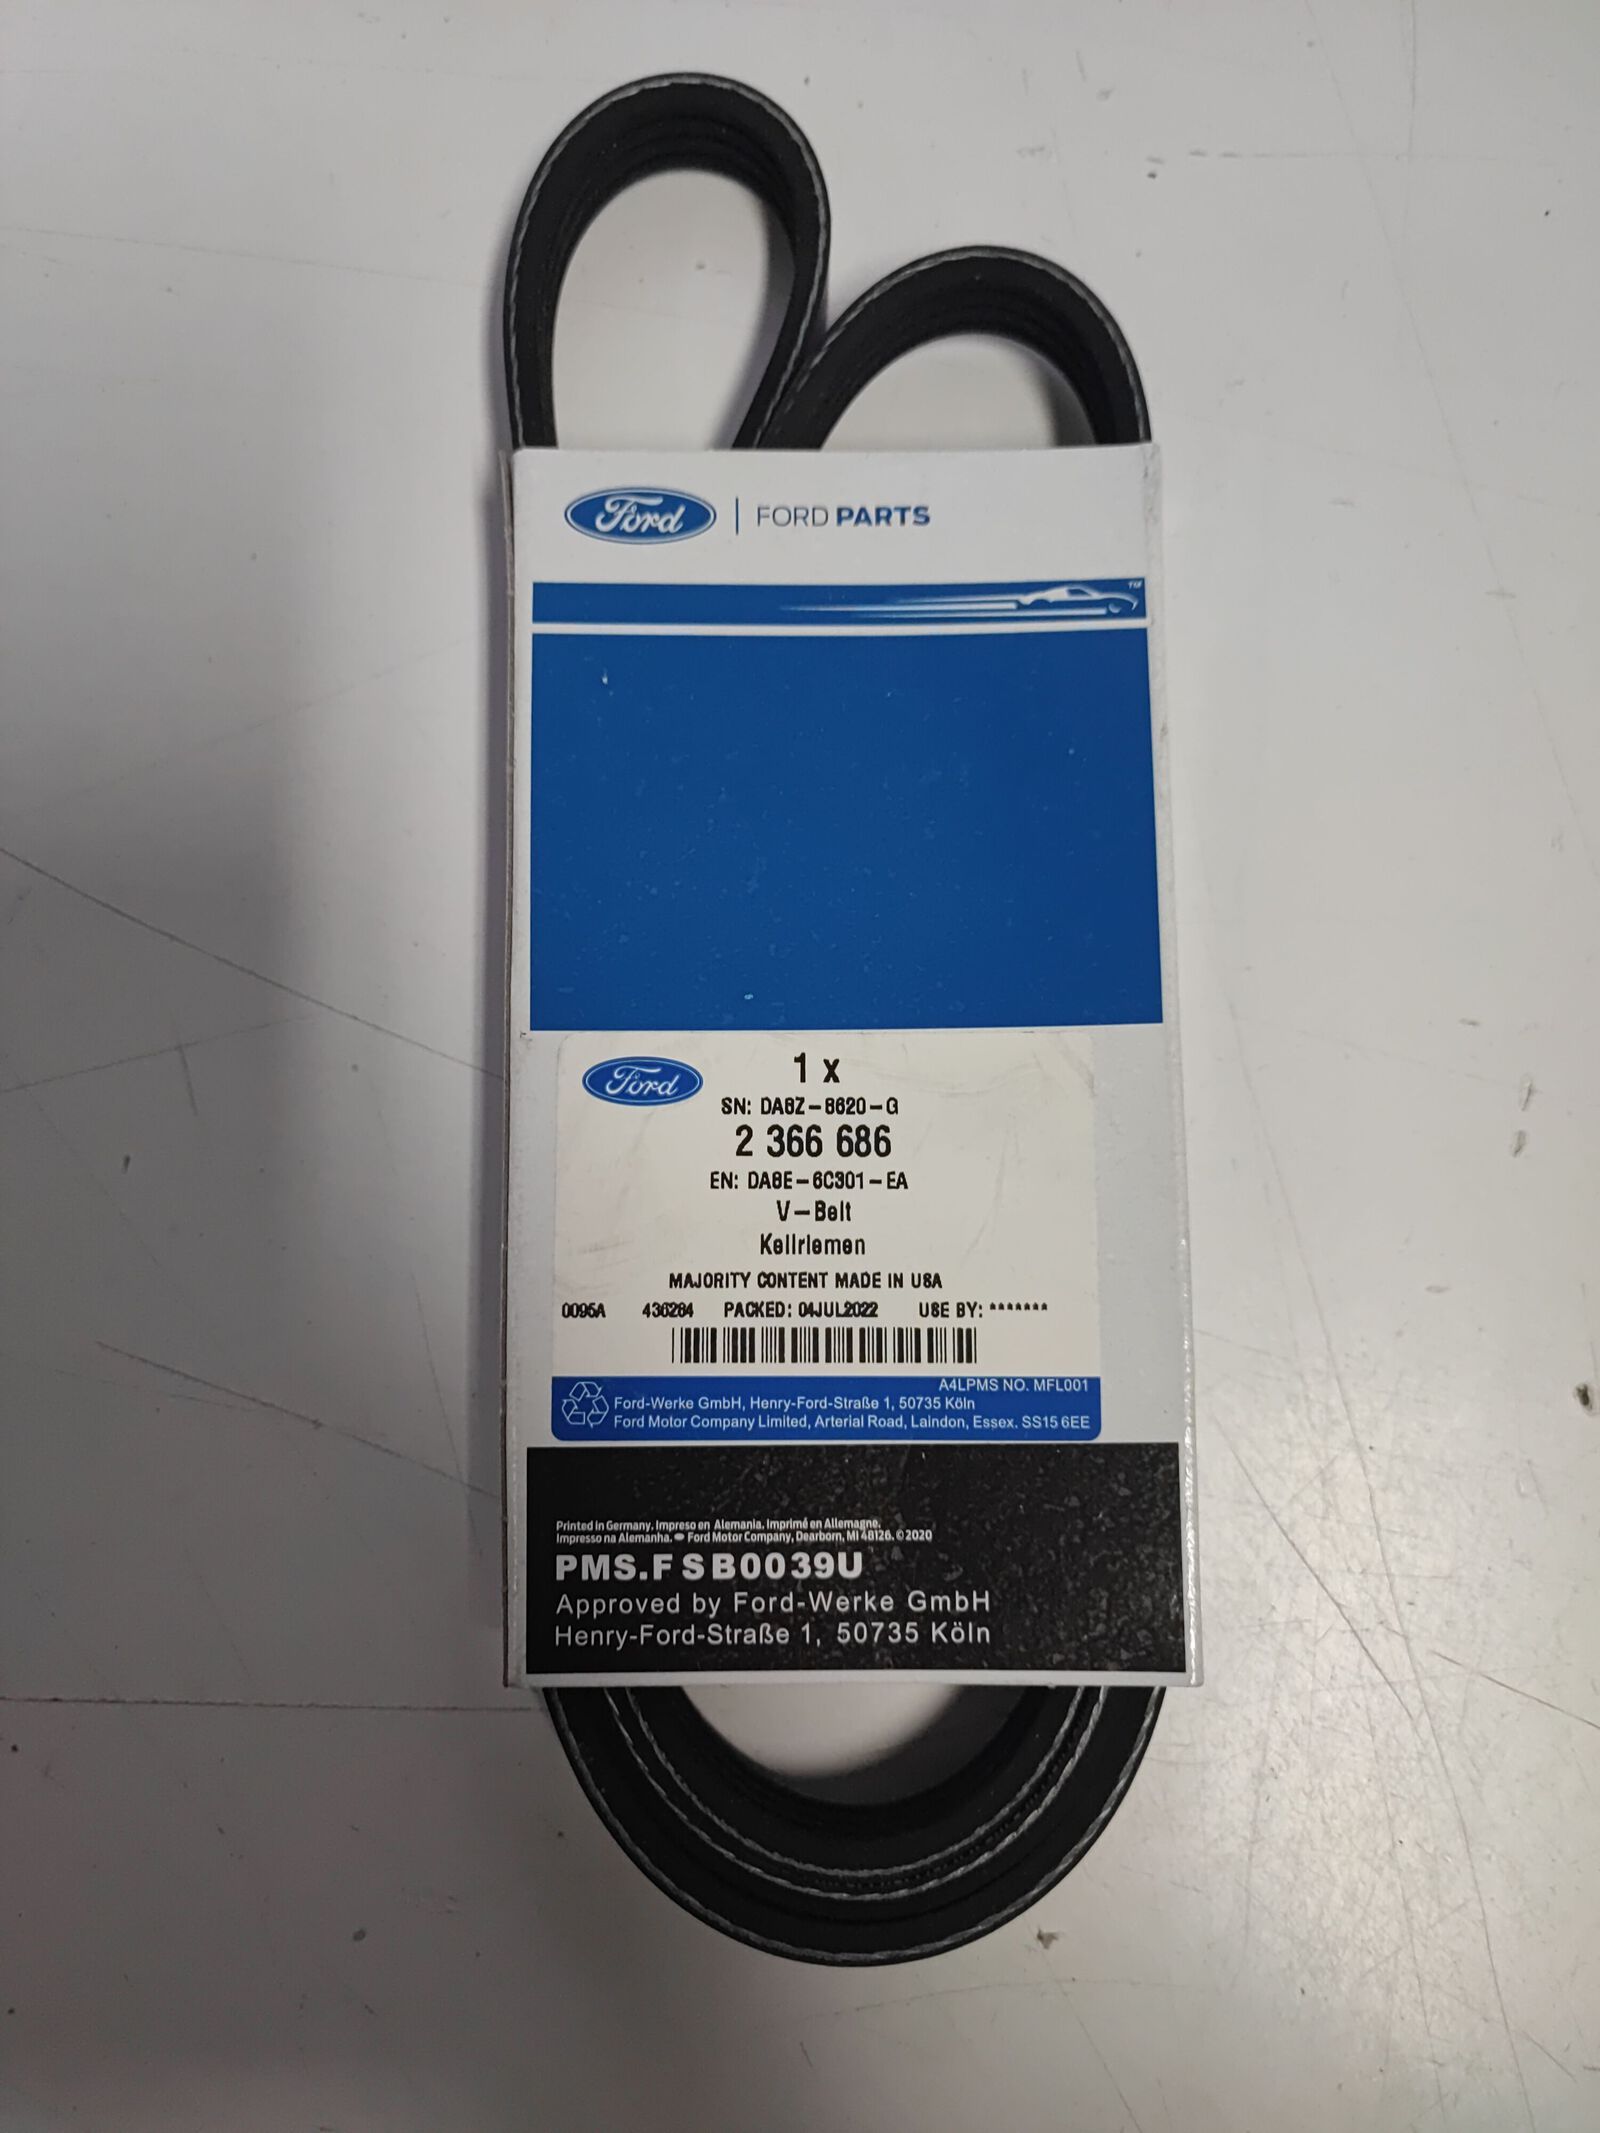 Ford | FORD PARTS
TM
Ford
1 x
SN: DA8Z-8620-G
2 366 686
EN: DA8E-6C301-EA
V-Belt
Keilriemen
MAJORITY CONTENT MADE IN USA
0095A 436284 PACKED: 04JUL2022 USE BY: *******
A4LPMS NO. MFL001
Ford-Werke GmbH, Henry-Ford-Straße 1, 50735 Köln
Ford Motor Company Limited, Arterial Road, Laindon, Essex. SS15 6EE
Printed in Germany. Impreso en Alemania. Imprimé en Allemagne.
Impresso na Alemanha. Ford Motor Company, Dearborn, MI 48126. ©2020
PMS.FSB0039U
Approved by Ford-Werke GmbH
Henry-Ford-Straße 1, 50735 Köln